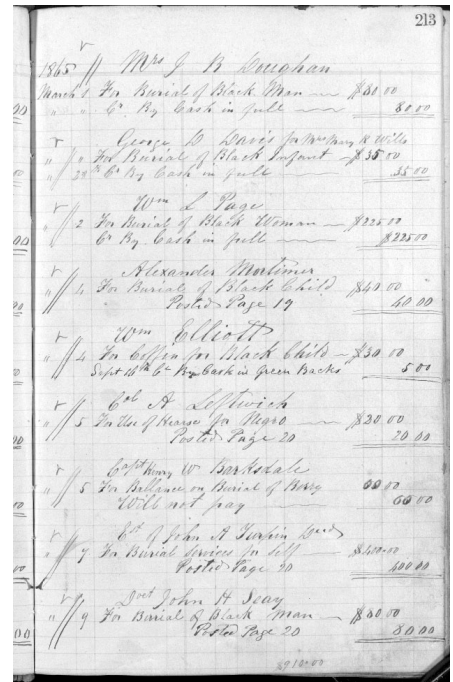 213
1865 // Mrs J R Doughan
March 1 For Burial of Black Man — $80 00
" " Cr By Cash in full — 80.00
George D Davis for Mrs Mary R Wills
" " For Burial of Black Infant — $35 00
" 29th Cr By Cash in full — 35.00
Wm L Page
" // 2 For Burial of Black Woman — $225 00
Cr By Cash in full — $225 00
Alexander Mortimer
" // 4 For Burial of Black Child $40 00
Posted Page 19 40 00
Wm Elliott
" // 4 For Coffin for Black Child — $30 00
Sept 10th Cr By Cash in Green Backs 5 00
Col A Leftwich
" // 5 For Use of Hearse for Negro — $20 00
Posted Page 20 20 00
Capt Henry W Barksdale
" // 5 For Ballance on Burial of 60 00
Will not pay — 60 00
Est of John A Turpin Decd
" // 7 For Burial Services for Self — $400.00
Posted Page 20 400 00
Doct John H Seay
" // 9 For Burial of Black Man — $80 00
Posted Page 20 80.00